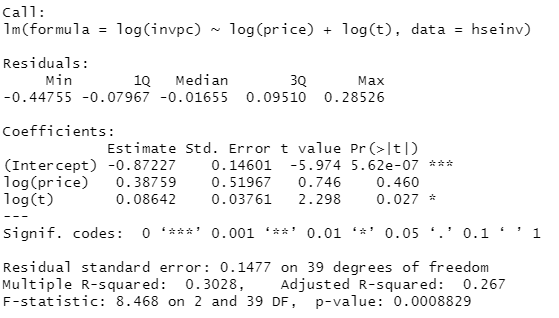 Call:
lm(formula = log(invpc) ~ log(price) + log(t), data = hseinv)
Residuals:
Min 1Q Median 3Q Max
-0.44755 -0.07967 -0.01655 0.09510 0.28526
Coefficients:
Estimate Std. Error t value Pr(>|t|)
(Intercept) -0.87227 0.14601 -5.974 5.62e-07 ***
log(price) 0.38759 0.51967 0.746 0.460
log(t) 0.08642 0.03761 2.298 0.027 *
---
Signif. codes: 0 ‘***’ 0.001 ‘**’ 0.01 ‘*’ 0.05 ‘.’ 0.1 ‘ ’ 1
Residual standard error: 0.1477 on 39 degrees of freedom
Multiple R-squared: 0.3028, Adjusted R-squared: 0.267
F-statistic: 8.468 on 2 and 39 DF, p-value: 0.0008829